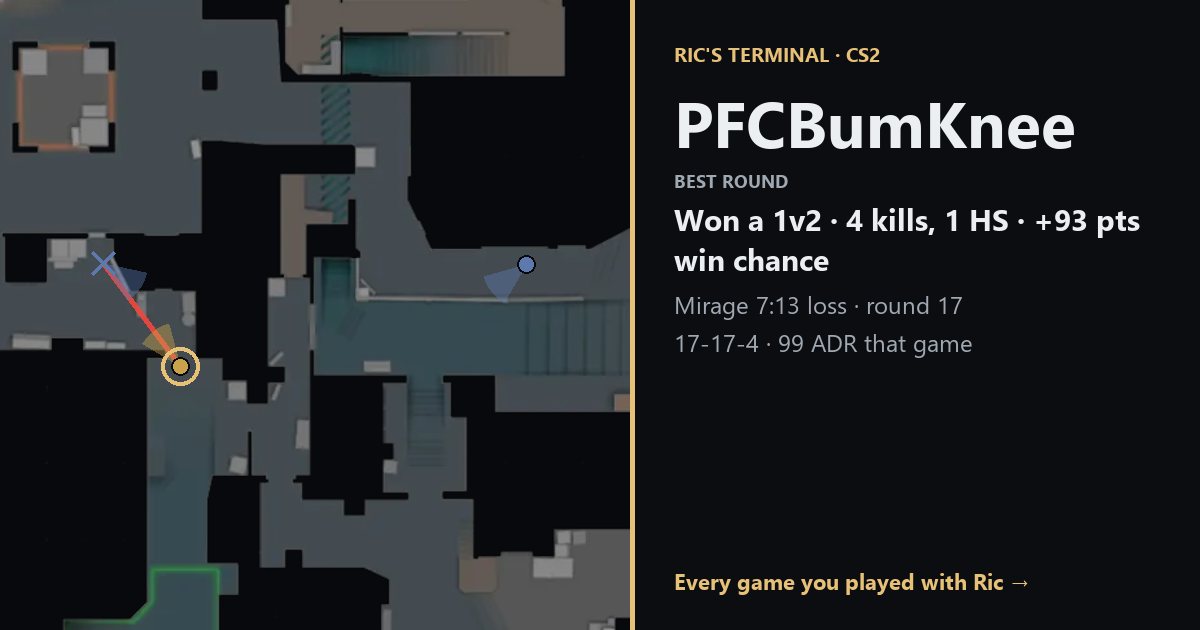 RIC'S TERMINAL · CS2
PFCBumKnee
BEST ROUND
Won a 1v2 · 4 kills, 1 HS · +93 pts
win chance
Mirage 7:13 loss · round 17
17-17-4 · 99 ADR that game
Every game you played with Ric →